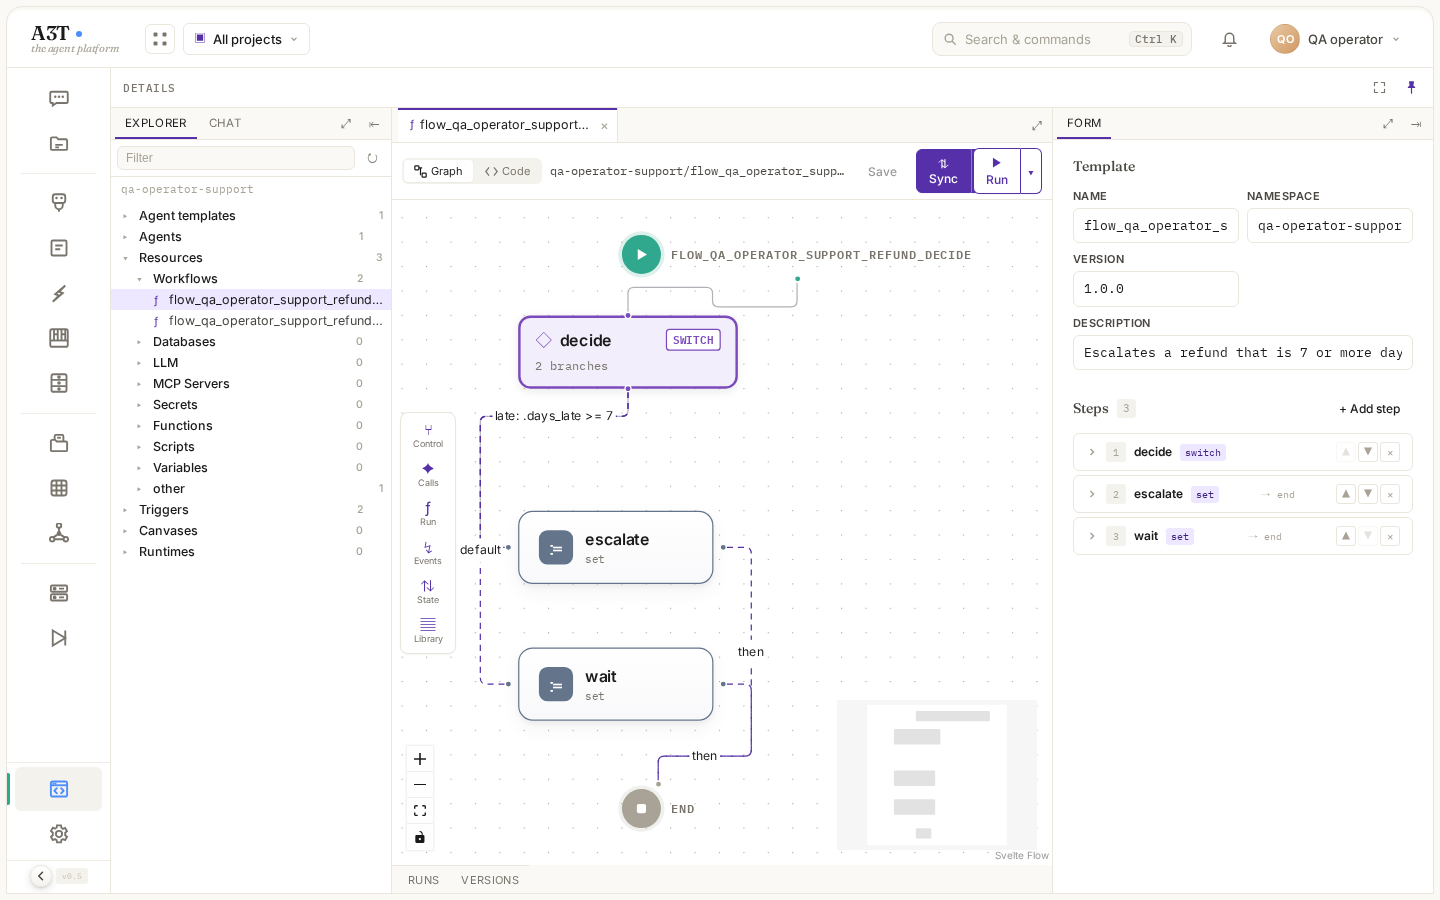 A3T
the agent platform
All projects
Search & commands
Ctrl K
QO
QA operator
DETAILS
EXPLORER
CHAT
Filter
qa-operator-support
Agent templates 1
Agents 1
Resources 3
Workflows 2
flow_qa_operator_support_refund...
flow_qa_operator_support_refund...
Databases 0
LLM 0
MCP Servers 0
Secrets 0
Functions 0
Scripts 0
Variables 0
other 1
Triggers 2
Canvases 0
Runtimes 0
v0.5
flow_qa_operator_support...
Graph
Code
qa-operator-support/flow_qa_operator_supp…
Save
Sync
Run
FLOW_QA_OPERATOR_SUPPORT_REFUND_DECIDE
decide
SWITCH
2 branches
late: .days_late >= 7
Control
Calls
Run
Events
State
Library
default
escalate
set
then
wait
set
then
END
Svelte Flow
RUNS
VERSIONS
FORM
Template
NAME
NAMESPACE
flow_qa_operator_s
qa-operator-suppor
VERSION
1.0.0
DESCRIPTION
Escalates a refund that is 7 or more day
Steps 3
+ Add step
1 decide switch
2 escalate set → end
3 wait set → end